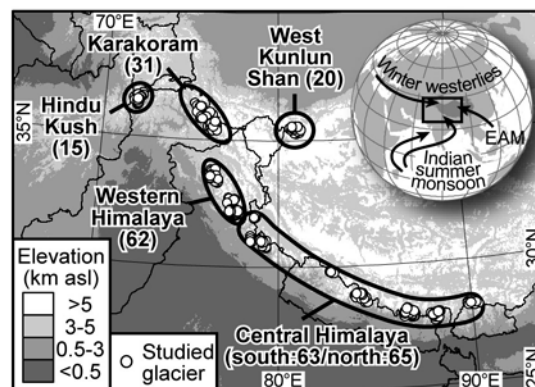 70°E
Karakoram
(31)
West
Kunlun
Shan (20)
Winter westerlies
EAM
Indian
summer
monsoon
35°N
Hindu
Kush
(15)
35°N
Western
Himalaya
(62)
Elevation
(km asl)
>5
3-5
0.5-3
<0.5
Studied
glacier
30°N
Central Himalaya
(south:63/north:65)
80°E
90°E
25°N